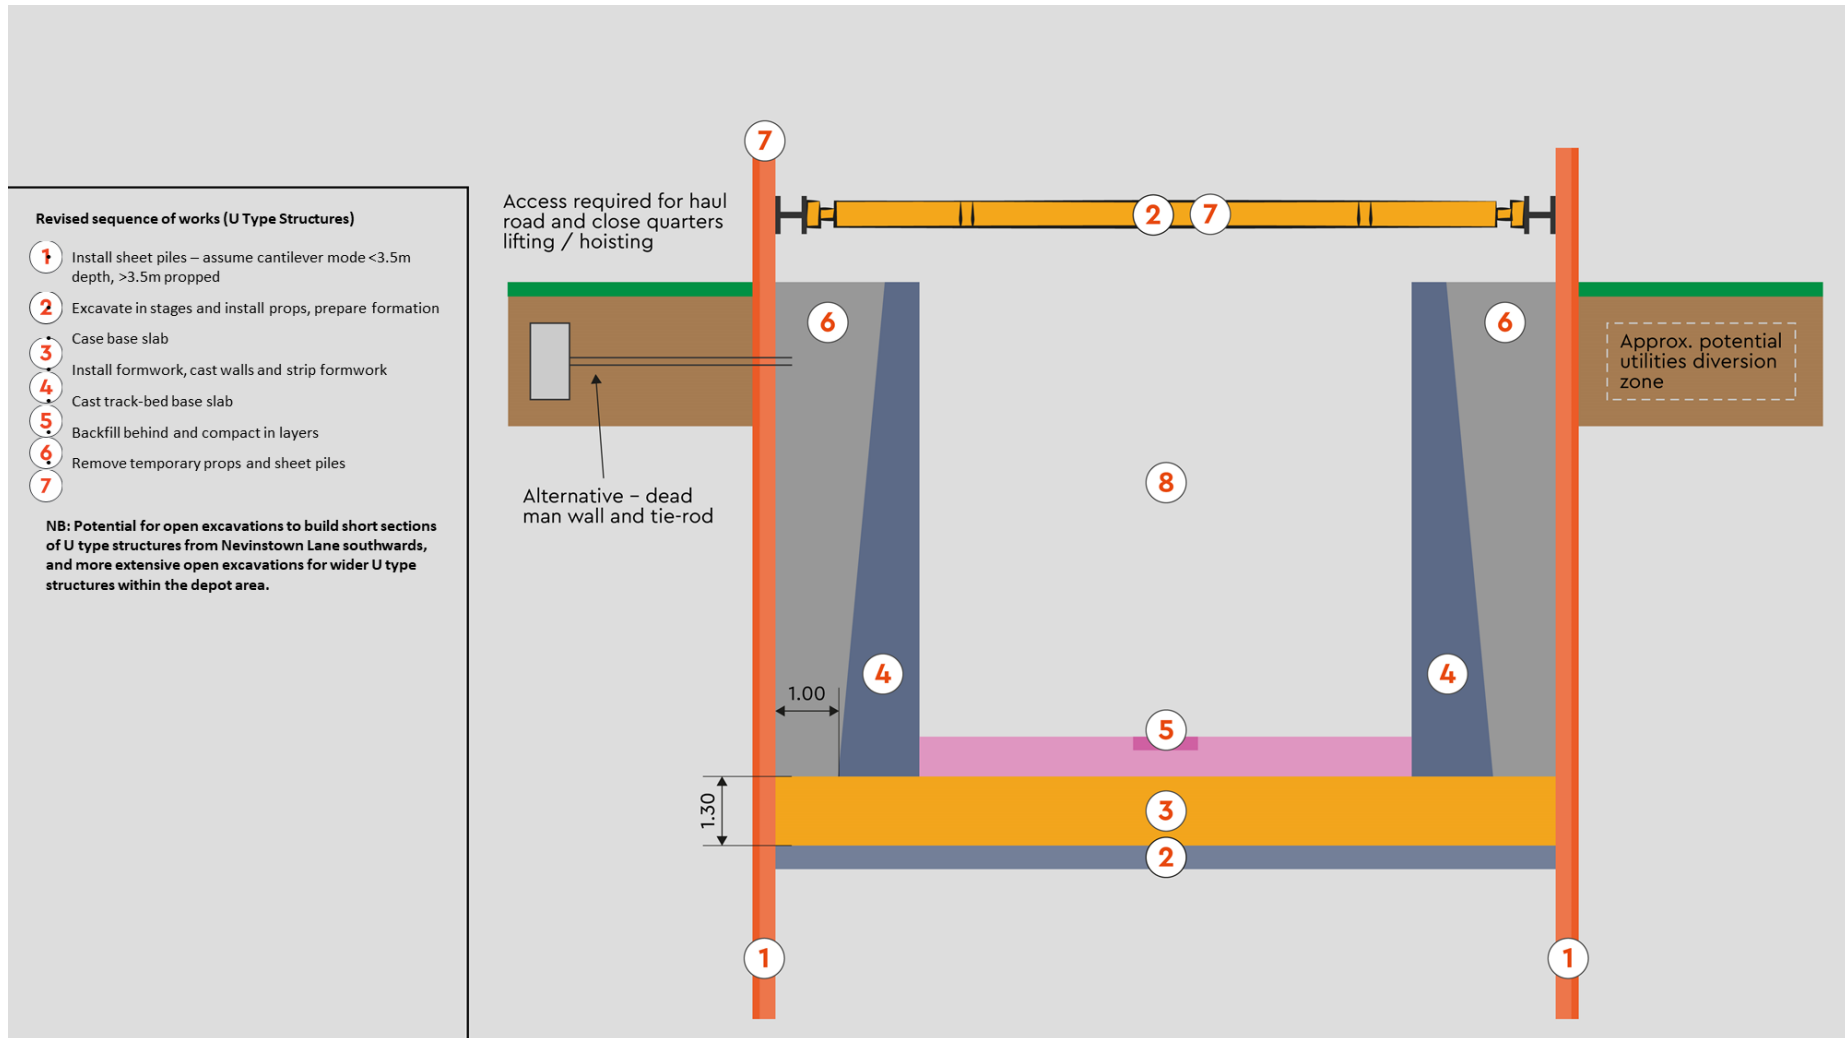 Revised sequence of works (U Type Structures)
1 Install sheet piles – assume cantilever mode <3.5m
depth, >3.5m propped
2 Excavate in stages and install props, prepare formation
3 Case base slab
4 Install formwork, cast walls and strip formwork
5 Cast track-bed base slab
6 Backfill behind and compact in layers
7 Remove temporary props and sheet piles
NB: Potential for open excavations to build short sections
of U type structures from Nevinstown Lane southwards,
and more extensive open excavations for wider U type
structures within the depot area.
7
Access required for haul
road and close quarters
lifting / hoisting
2 7
6
6
Approx. potential
utilities diversion
zone
Alternative – dead
man wall and tie-rod
8
4
4
1.00
5
1.30
3
2
1
1